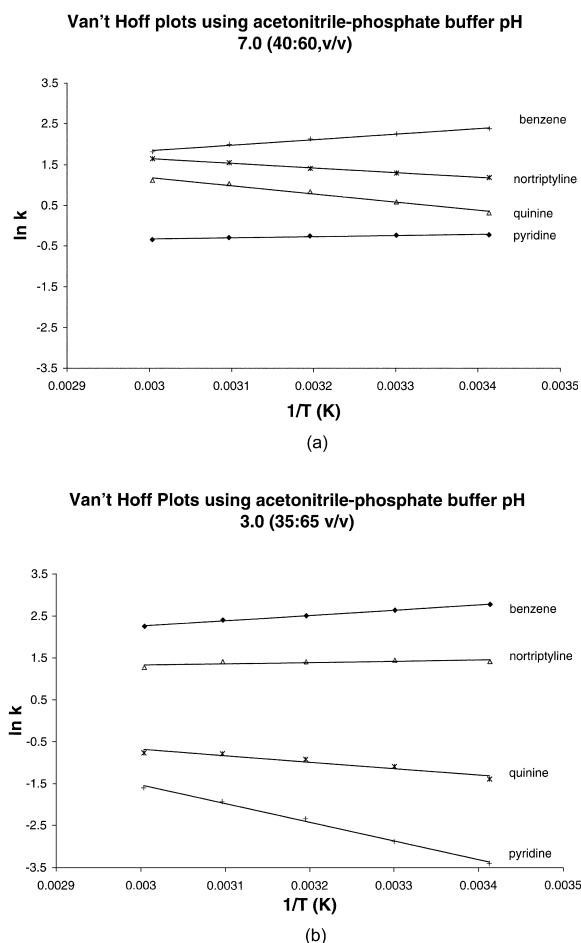 Van't Hoff plots using acetonitrile-phosphate buffer pH
7.0 (40:60,v/v)
3.5
2.5
1.5
0.5
-0.5
-1.5
-2.5
-3.5
ln k
benzene
nortriptyline
quinine
pyridine
0.0029 0.003 0.0031 0.0032 0.0033 0.0034 0.0035
1/T (K)
(a)
Van't Hoff Plots using acetonitrile-phosphate buffer pH
3.0 (35:65 v/v)
3.5
2.5
1.5
0.5
-0.5
-1.5
-2.5
-3.5
ln k
benzene
nortriptyline
quinine
pyridine
0.0029 0.003 0.0031 0.0032 0.0033 0.0034 0.0035
1/T (K)
(b)